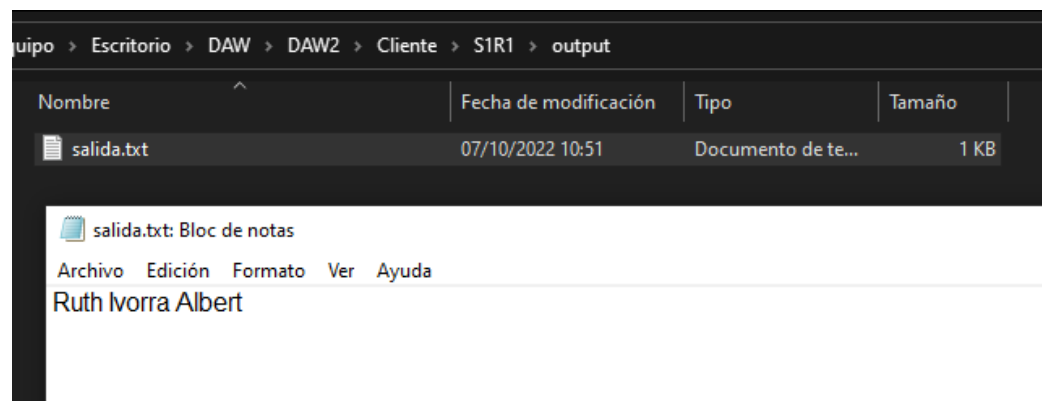 quipo > Escritorio > DAW > DAW2 > Cliente > S1R1 > output
Nombre Fecha de modificación Tipo Tamaño
salida.txt 07/10/2022 10:51 Documento de te... 1 KB
salida.txt: Bloc de notas
Archivo Edición Formato Ver Ayuda
Ruth Ivorra Albert